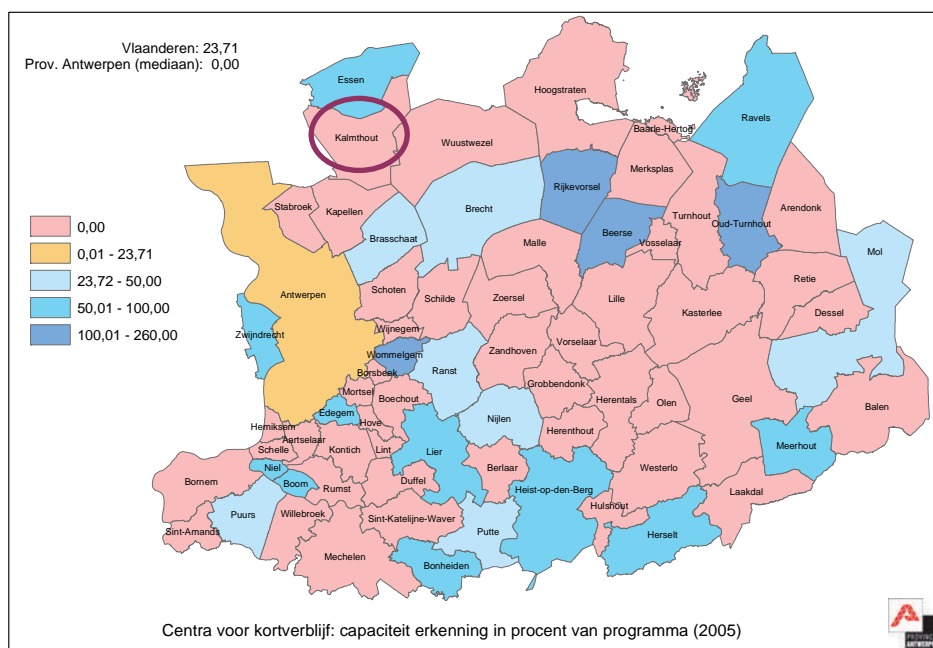 Vlaanderen: 23,71
Prov. Antwerpen (mediaan): 0,00
0,00
0,01 - 23,71
23,72 - 50,00
50,01 - 100,00
100,01 - 260,00
Essen
Hoogstraten
Kalmthout
Wuustwezel
Baarle-Hertog
Ravels
Merksplas
Rijkevorsel
Stabroek
Kapellen
Brecht
Turnhout
Arendonk
Oud-Turnhout
Beerse
Vosselaar
Brasschaat
Malle
Mol
Retie
Antwerpen
Schoten
Schilde
Zoersel
Lille
Kasterlee
Dessel
Zwijndrecht
Wijnegem
Wommelgem
Borsbeek
Ranst
Zandhoven
Vorselaar
Mortsel
Boechout
Grobbendonk
Herentals
Olen
Geel
Balen
Edegem
Hove
Nijlen
Herenthout
Hemiksem
Aartselaar
Schelle
Kontich
Lint
Lier
Meerhout
Niel
Boom
Rumst
Duffel
Berlaar
Westerlo
Bornem
Heist-op-den-Berg
Laakdal
Puurs
Willebroek
Hulshout
Sint-Katelijne-Waver
Sint-Amands
Putte
Herselt
Mechelen
Bonheiden
Centra voor kortverblijf: capaciteit erkenning in procent van programma (2005)
A
PROVINCIE
ANTWERPEN